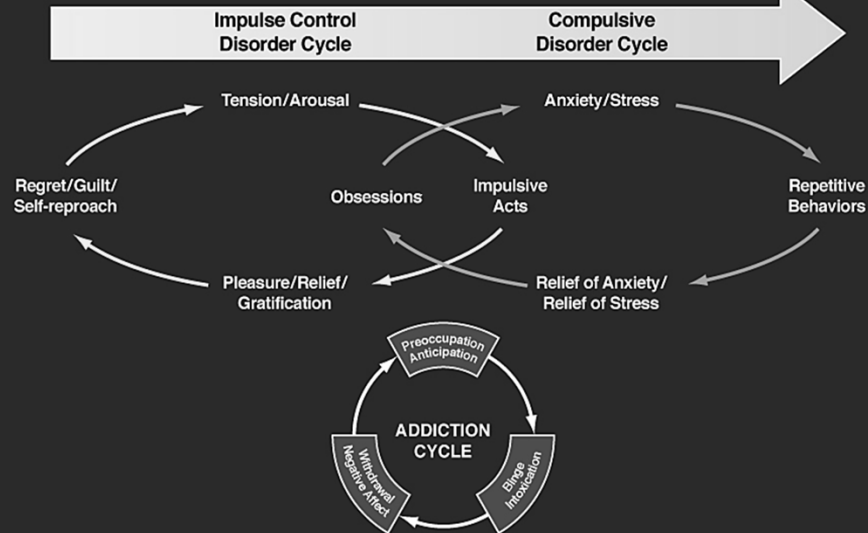 Impulse Control
Disorder Cycle
Compulsive
Disorder Cycle
Tension/Arousal
Anxiety/Stress
Regret/Guilt/
Self-reproach
Obsessions
Impulsive
Acts
Repetitive
Behaviors
Pleasure/Relief/
Gratification
Relief of Anxiety/
Relief of Stress
Preoccupation
Anticipation
ADDICTION
CYCLE
Withdrawal
Negative Affect
Binge
Intoxication